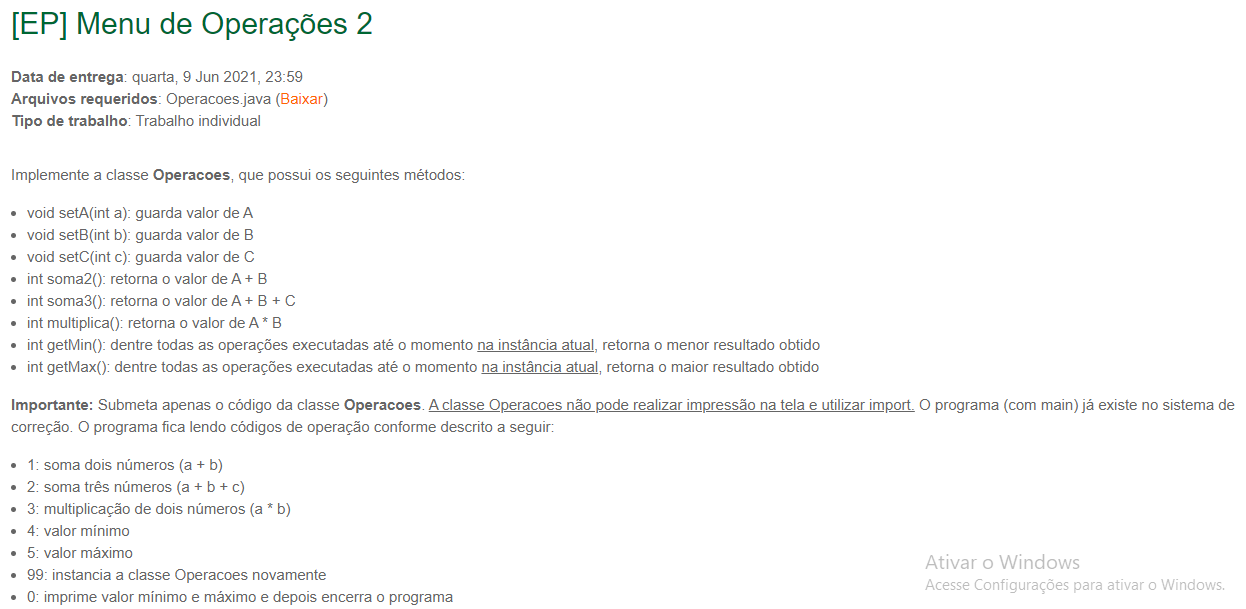 [EP] Menu de Operações 2
Data de entrega: quarta, 9 Jun 2021, 23:59
Arquivos requeridos: Operacoes.java (Baixar)
Tipo de trabalho: Trabalho individual
Implemente a classe Operacoes, que possui os seguintes métodos:
• void setA(int a): guarda valor de A
• void setB(int b): guarda valor de B
• void setC(int c): guarda valor de C
• int soma2(): retorna o valor de A + B
• int soma3(): retorna o valor de A + B + C
• int multiplica(): retorna o valor de A * B
• int getMin(): dentre todas as operações executadas até o momento na instância atual, retorna o menor resultado obtido
• int getMax(): dentre todas as operações executadas até o momento na instância atual, retorna o maior resultado obtido
Importante: Submeta apenas o código da classe Operacoes. A classe Operacoes não pode realizar impressão na tela e utilizar import. O programa (com main) já existe no sistema de
correção. O programa fica lendo códigos de operação conforme descrito a seguir:
• 1: soma dois números (a + b)
• 2: soma três números (a + b + c)
• 3: multiplicação de dois números (a * b)
• 4: valor mínimo
• 5: valor máximo
• 99: instancia a classe Operacoes novamente
• 0: imprime valor mínimo e máximo e depois encerra o programa
Ativar o Windows
Acesse Configurações para ativar o Windows.